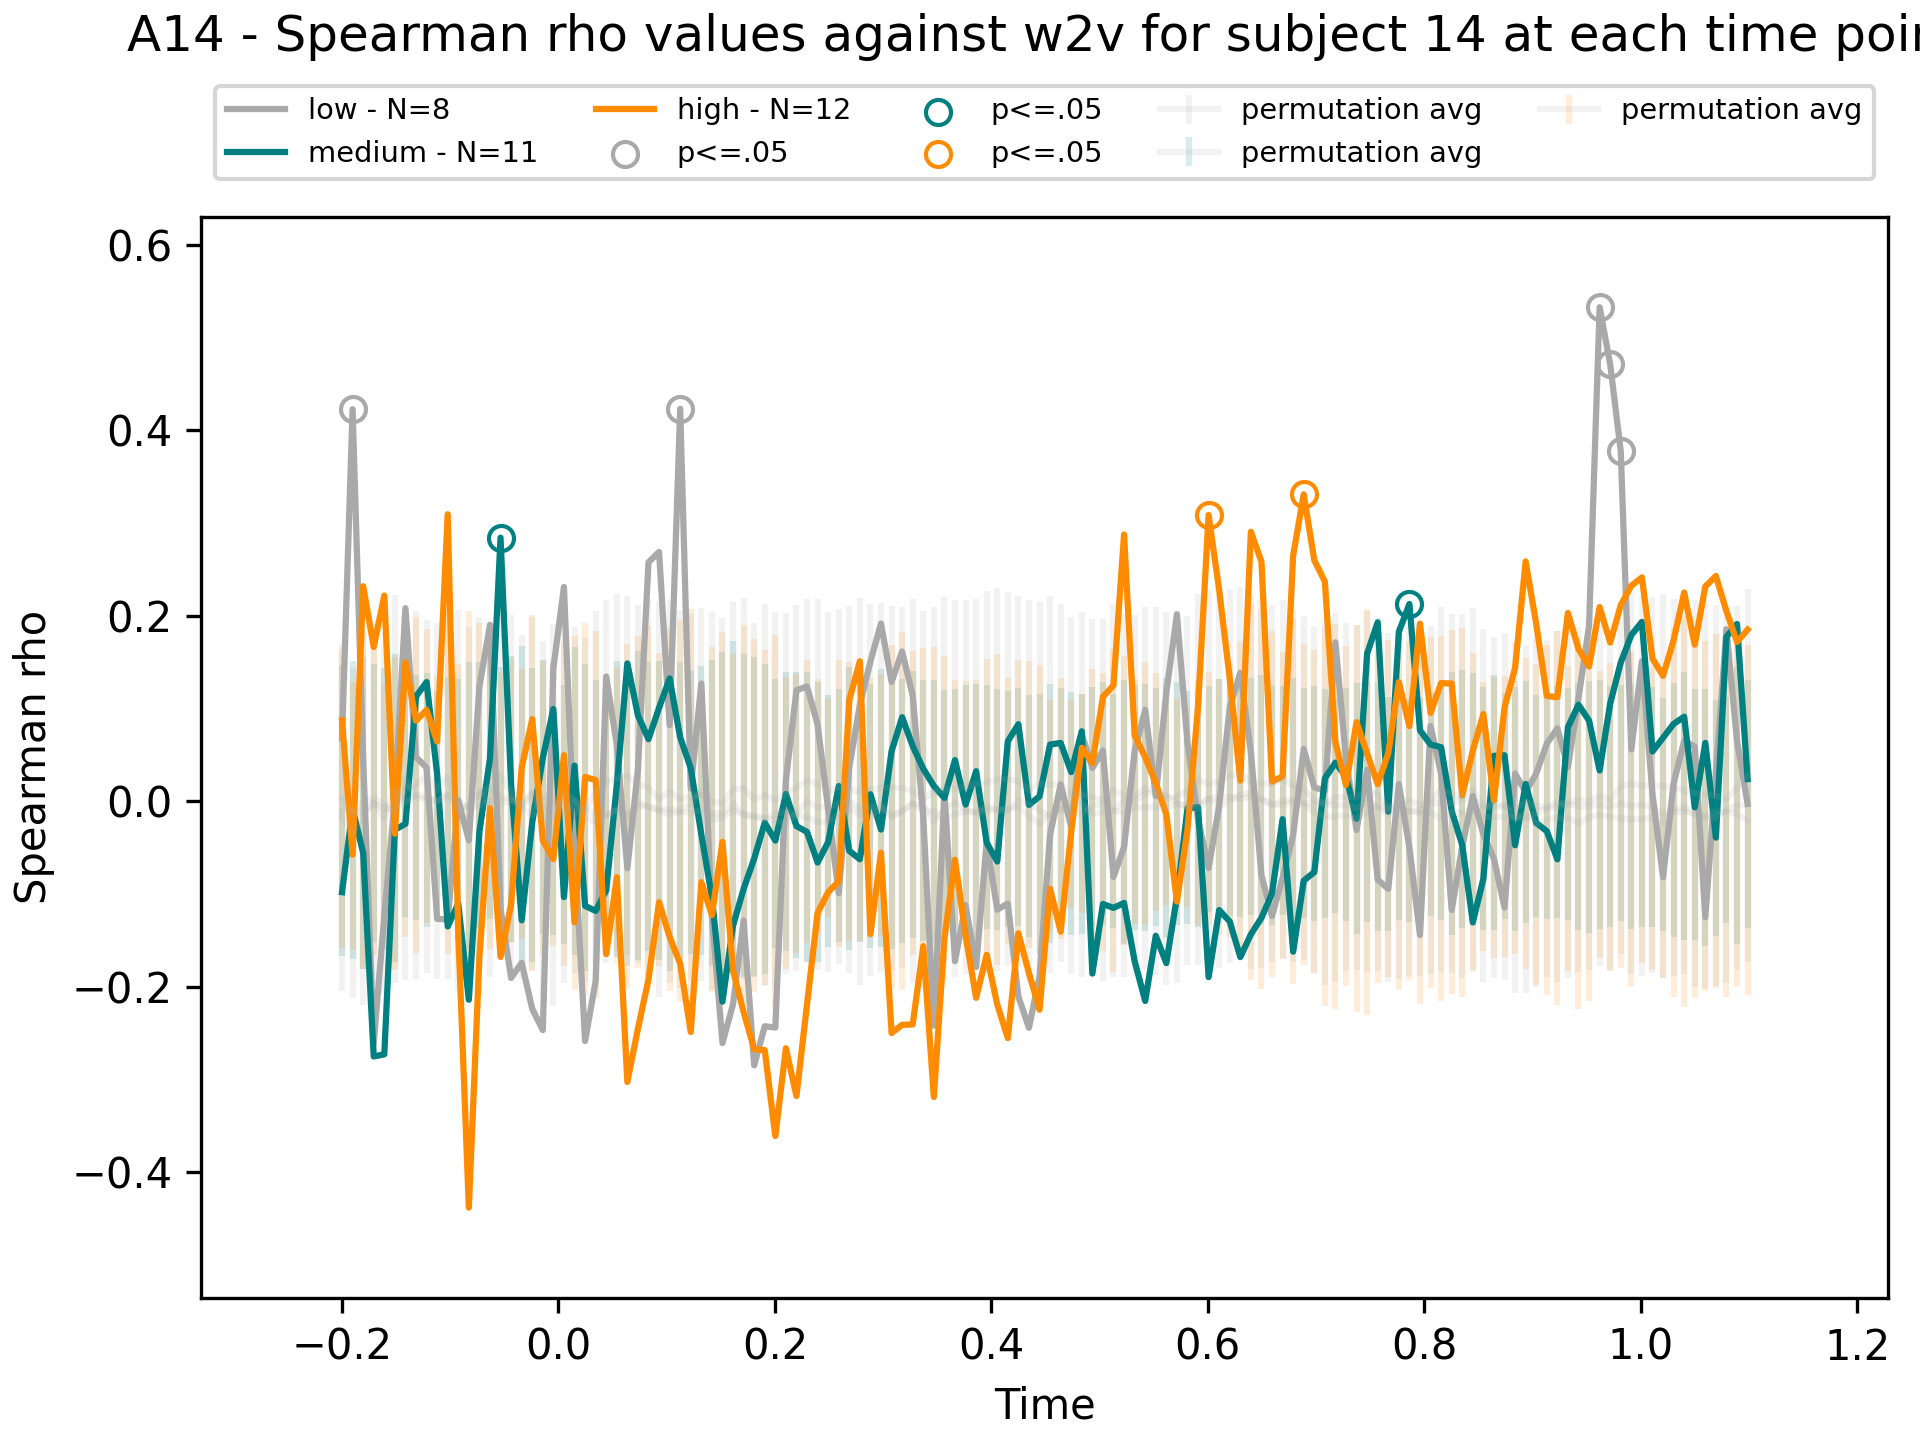 A14 - Spearman rho values against w2v for subject 14 at each time
low - N=8
medium - N=11
high - N=12
p<=.05
p<=.05
p<=.05
permutation avg
permutation avg
permutation avg
Spearman rho
0.6
0.4
0.2
0.0
−0.2
−0.4
−0.2
0.0
0.2
0.4
0.6
0.8
1.0
1.2
Time